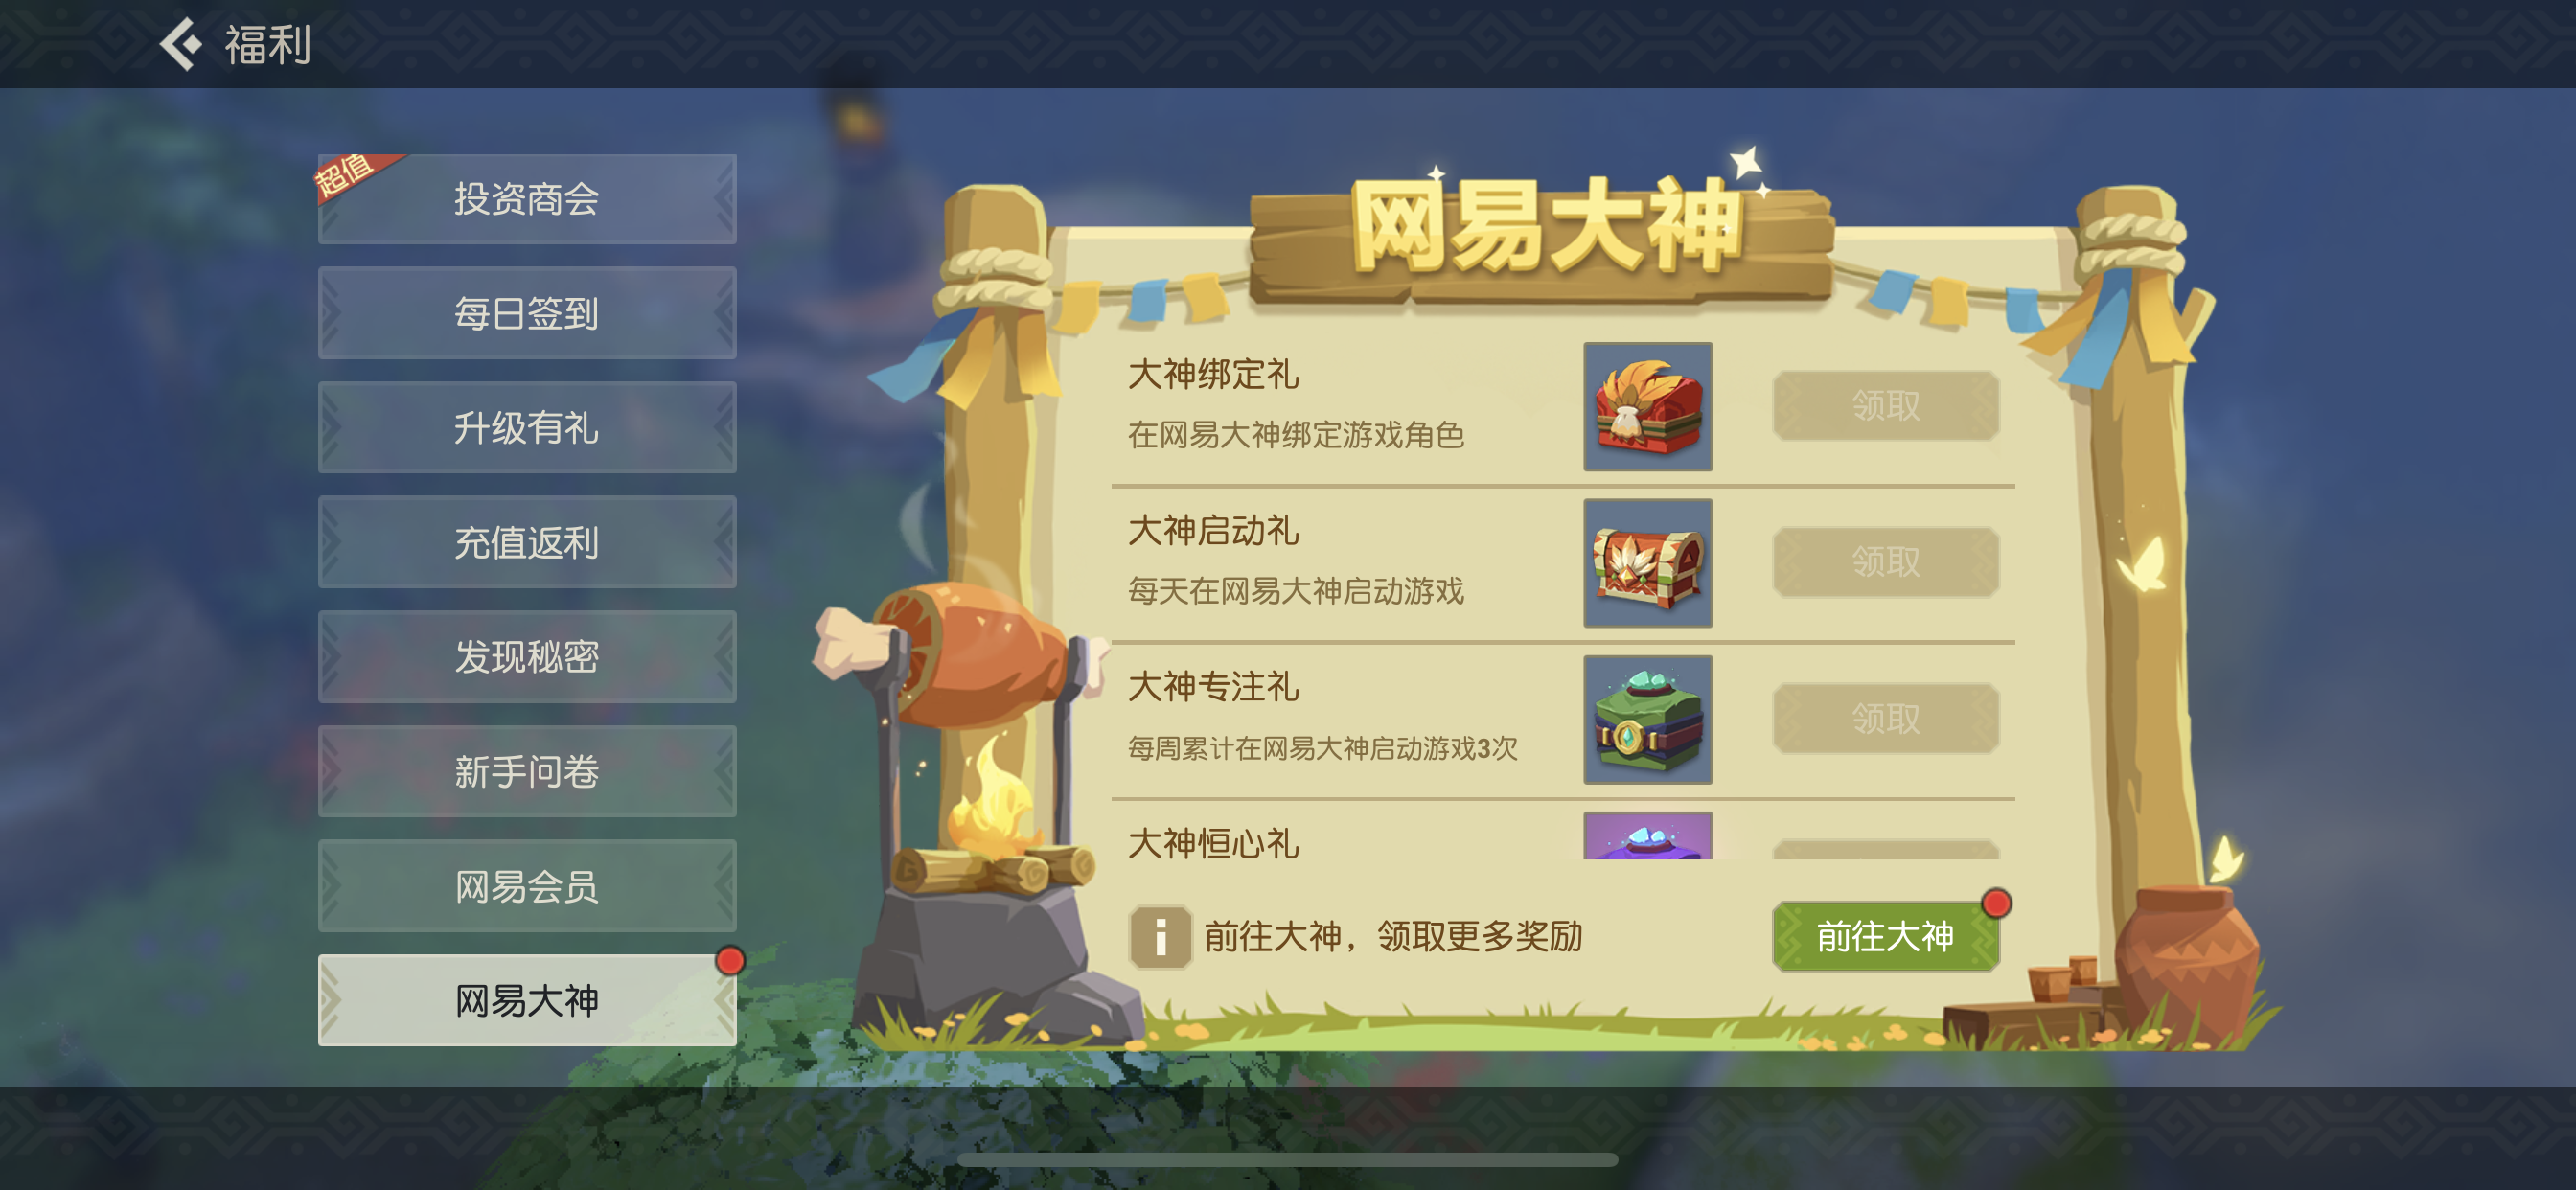 福利
超值
投资商会
每日签到
升级有礼
充值返利
发现秘密
新手问卷
网易会员
网易大神
网易大神
大神绑定礼
在网易大神绑定游戏角色
领取
大神启动礼
每天在网易大神启动游戏
领取
大神专注礼
每周累计在网易大神启动游戏3次
领取
大神恒心礼
前往大神，领取更多奖励
前往大神